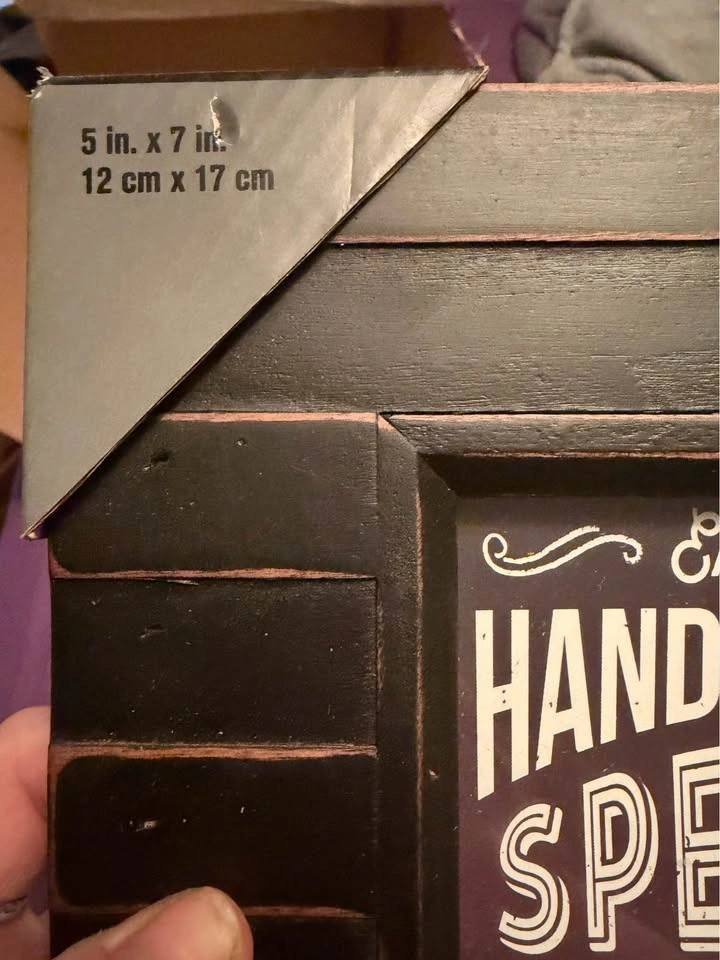 5 in. x 7 in.
12 cm x 17 cm
HAND
SPE